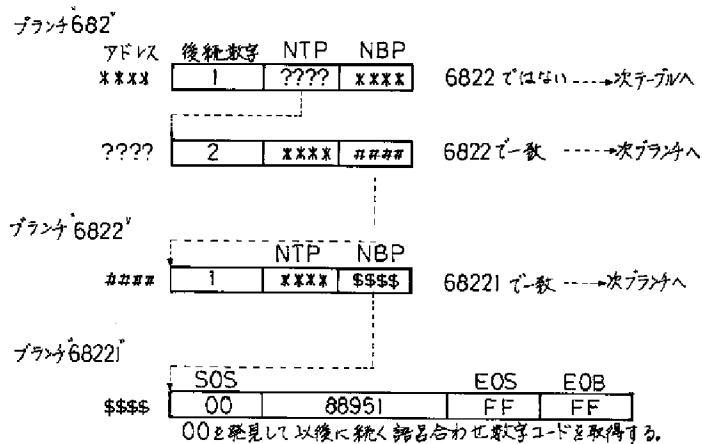 ブランチ"682"
アドレス 後続数字 NTP NBP
**** 1 ???? **** 6822ではない ----→次テーブルへ
???? 2 **** #### 6822で一致 ----→次ブランチへ
ブランチ"6822"
NTP NBP
#### 1 **** $$$$ 68221で一致 ----→次ブランチへ
ブランチ"68221"
SOS EOS EOB
$$$$ 00 88951 FF FF
00を発見して以後に続く語呂合わせ数字コードを取得する。